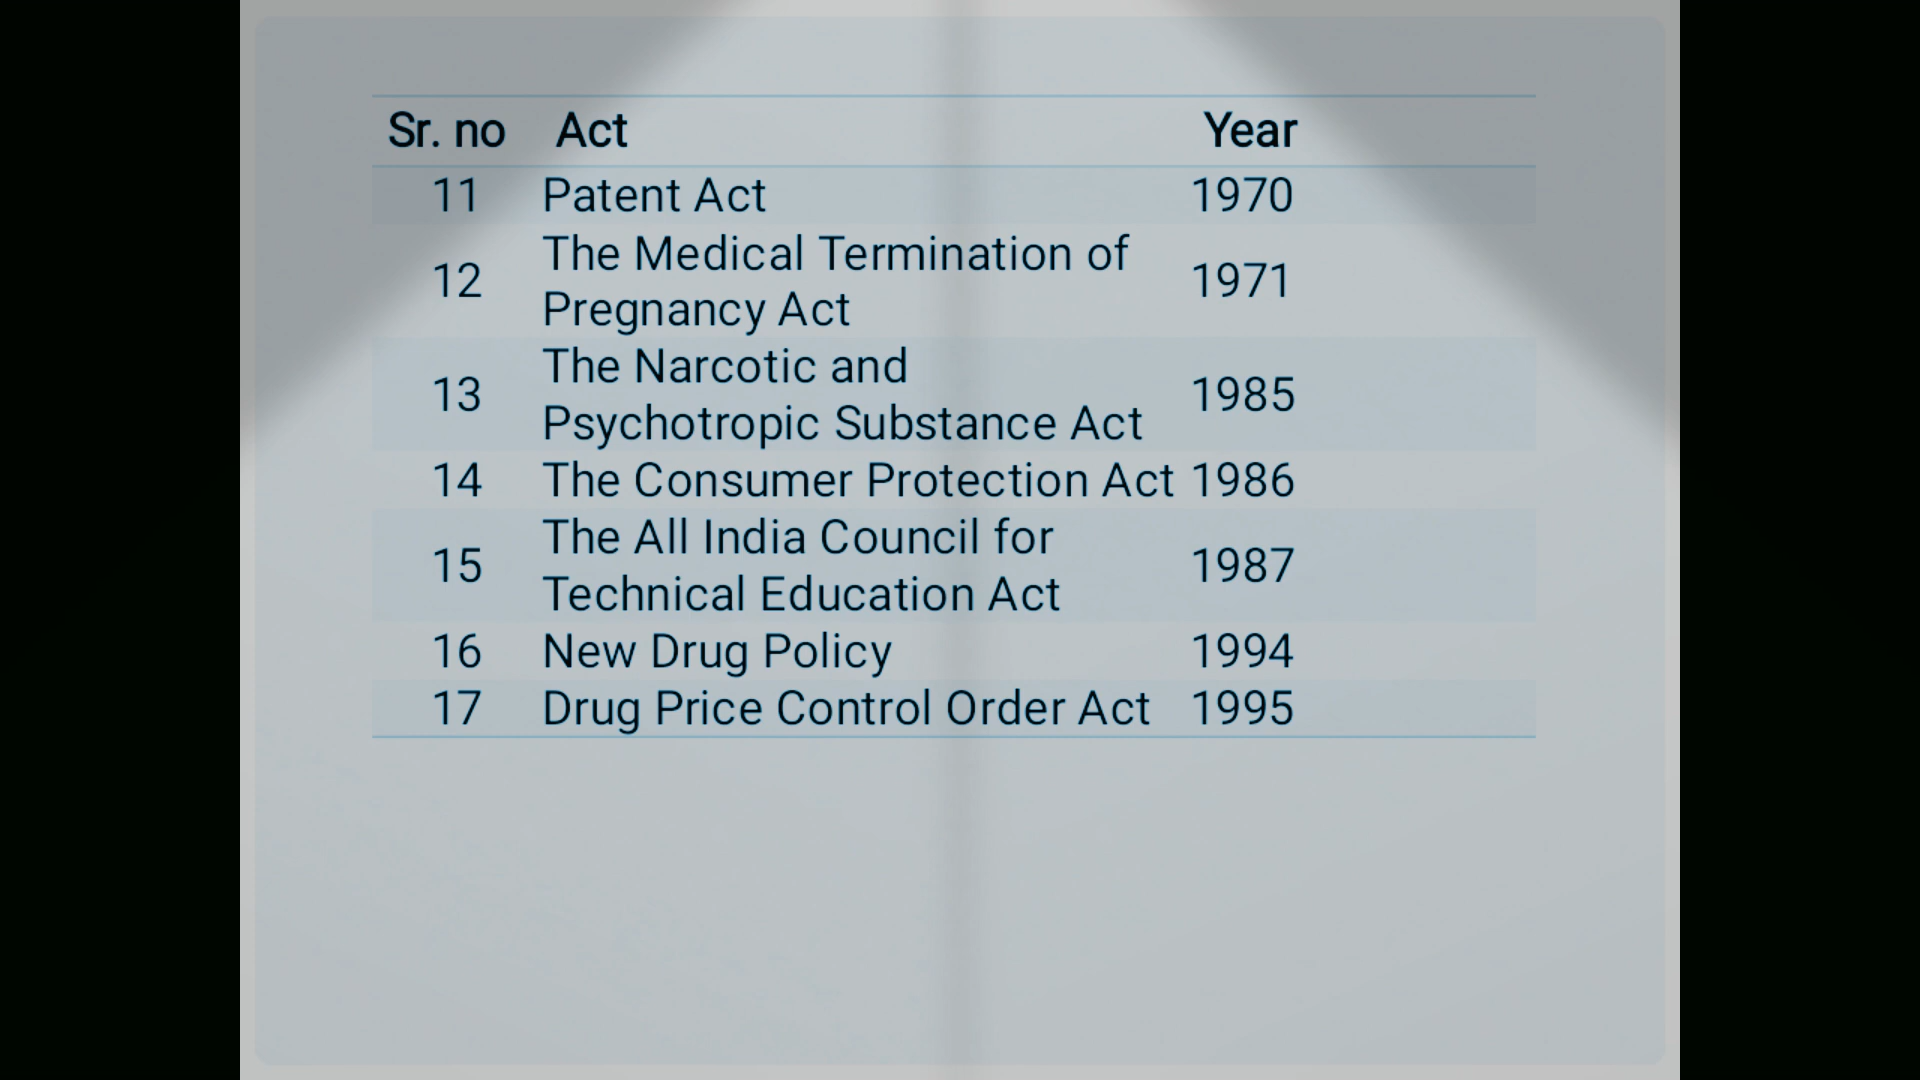 Sr. no Act Year
11 Patent Act 1970
The Medical Termination of
12 1971
Pregnancy Act
The Narcotic and
13 1985
Psychotropic Substance Act
14 The Consumer Protection Act 1986
The All India Council for
15 1987
Technical Education Act
16 New Drug Policy 1994
17 Drug Price Control Order Act 1995